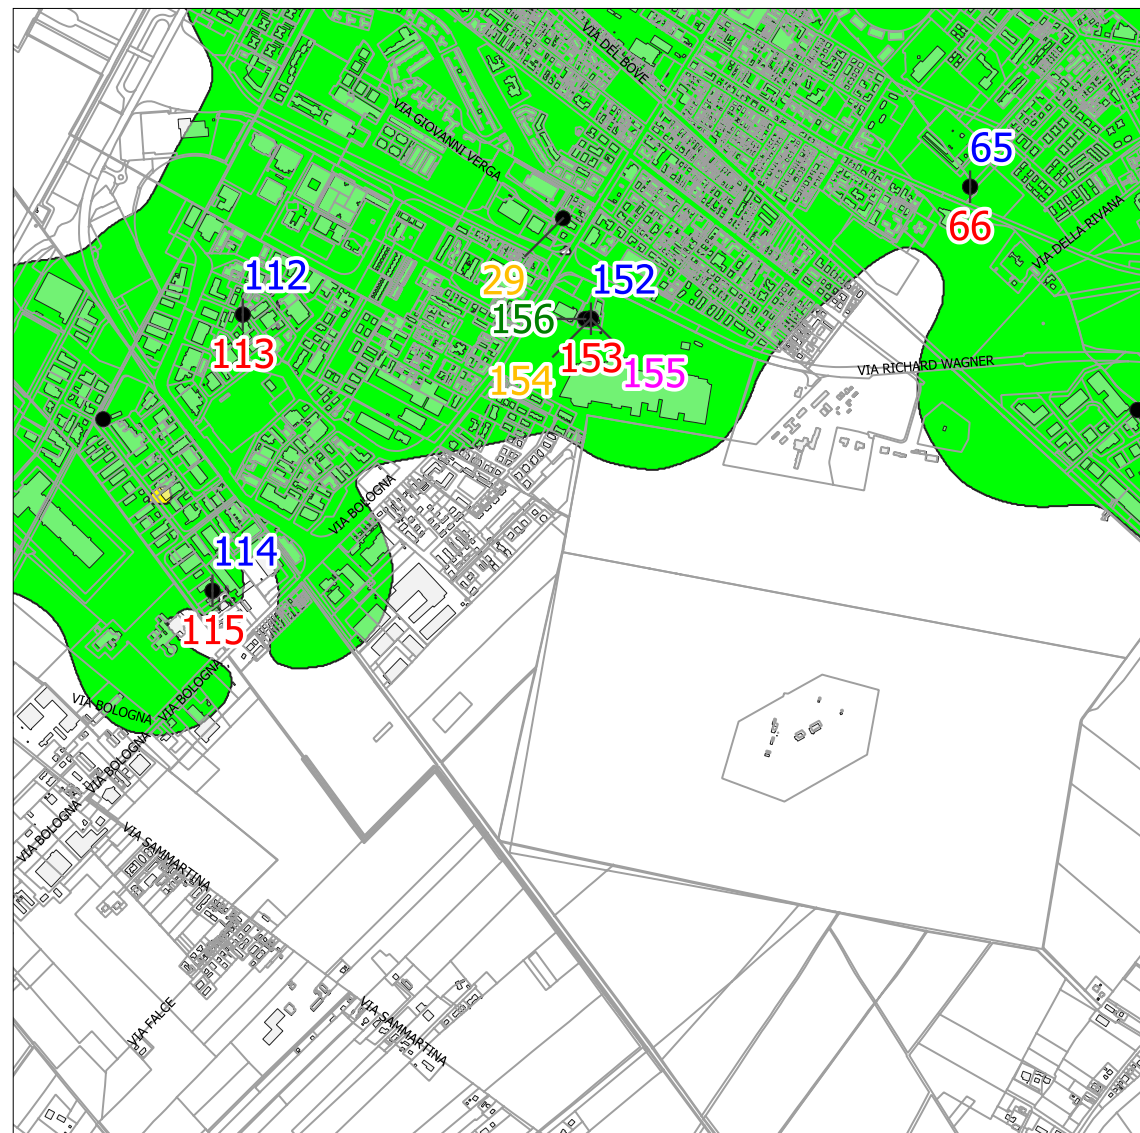 VIA DEL BOVE
VIA GIOVANNI VERGA
65
66
VIA DELLA RIVANA
29
112
152
156
113
153
154
155
VIA RICHARD WAGNER
VIA BOLOGNA
114
115
VIA BOLOGNA
VIA BOLOGNA
VIA BOLOGNA
VIA BOLOGNA
VIA SAMMARTINA
VIA FALCE
VIA SAMMARTINA